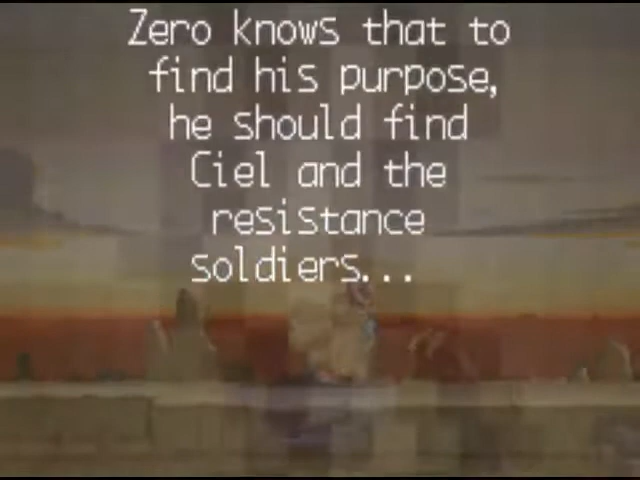 Zero knows that to
find his purpose,
he should find
Ciel and the
resistance
soldiers...